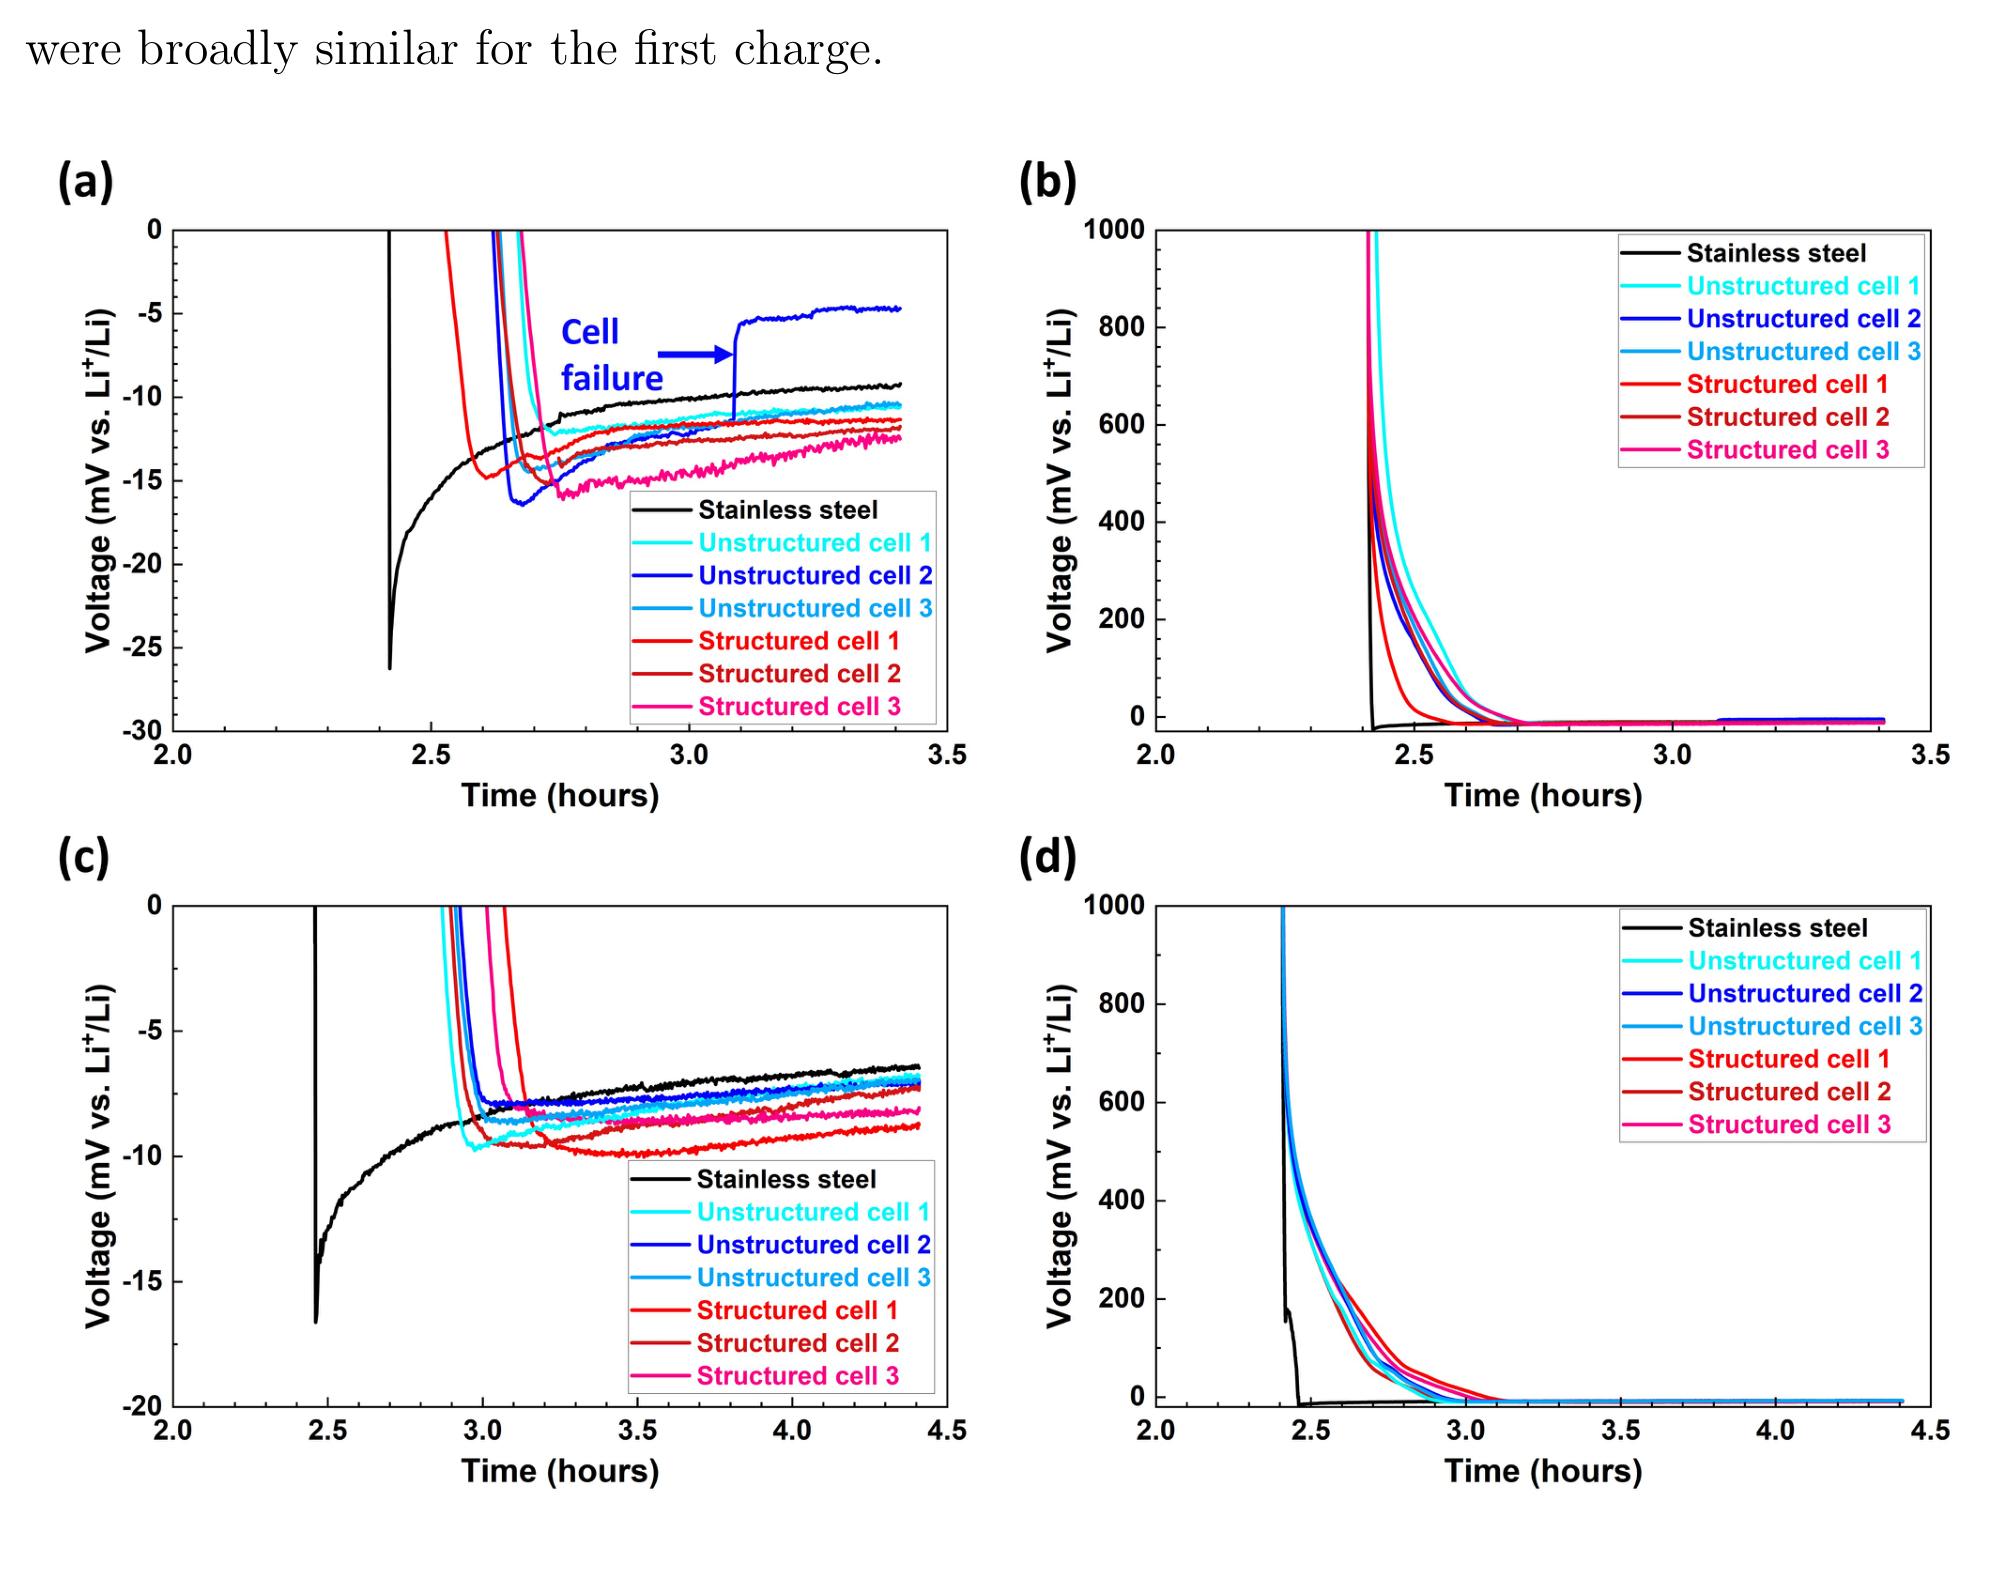 were broadly similar for the first charge.
(a)
0
-5
-10
-15
-20
-25
-30
2.0
2.5
3.0
3.5
Voltage (mV vs. Li⁺/Li)
Time (hours)
Cell
failure
Stainless steel
Unstructured cell 1
Unstructured cell 2
Unstructured cell 3
Structured cell 1
Structured cell 2
Structured cell 3
(b)
1000
800
600
400
200
0
2.0
2.5
3.0
3.5
Voltage (mV vs. Li⁺/Li)
Time (hours)
Stainless steel
Unstructured cell 1
Unstructured cell 2
Unstructured cell 3
Structured cell 1
Structured cell 2
Structured cell 3
(c)
0
-5
-10
-15
-20
2.0
2.5
3.0
3.5
4.0
4.5
Voltage (mV vs. Li⁺/Li)
Time (hours)
Stainless steel
Unstructured cell 1
Unstructured cell 2
Unstructured cell 3
Structured cell 1
Structured cell 2
Structured cell 3
(d)
1000
800
600
400
200
0
2.0
2.5
3.0
3.5
4.0
4.5
Voltage (mV vs. Li⁺/Li)
Time (hours)
Stainless steel
Unstructured cell 1
Unstructured cell 2
Unstructured cell 3
Structured cell 1
Structured cell 2
Structured cell 3